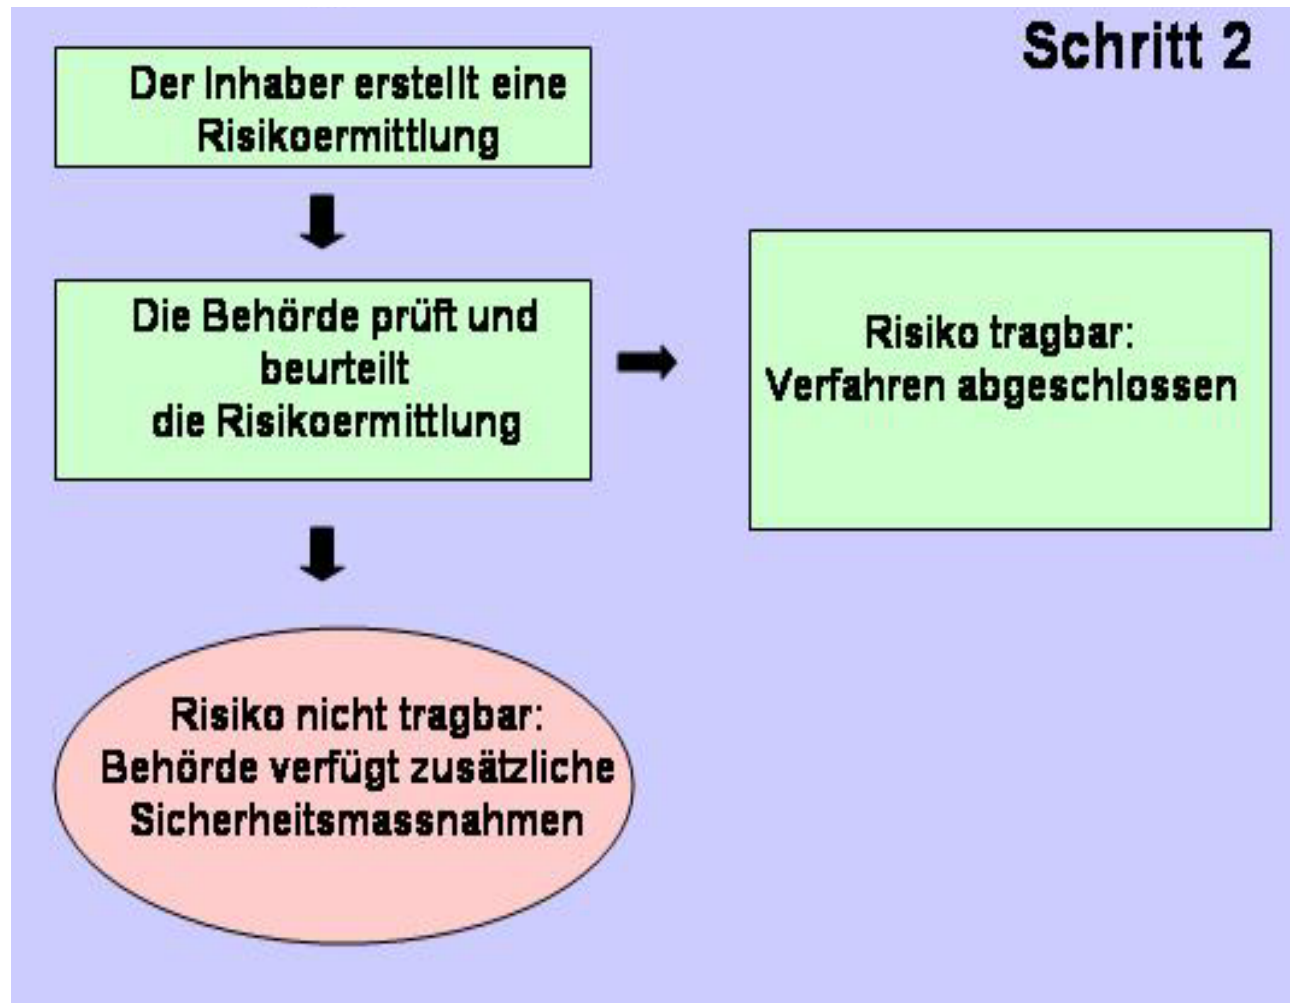 Schritt 2
Der Inhaber erstellt eine
Risikoermittlung
Die Behörde prüft und
beurteilt
die Risikoermittlung
Risiko tragbar:
Verfahren abgeschlossen
Risiko nicht tragbar:
Behörde verfügt zusätzliche
Sicherheitsmassnahmen